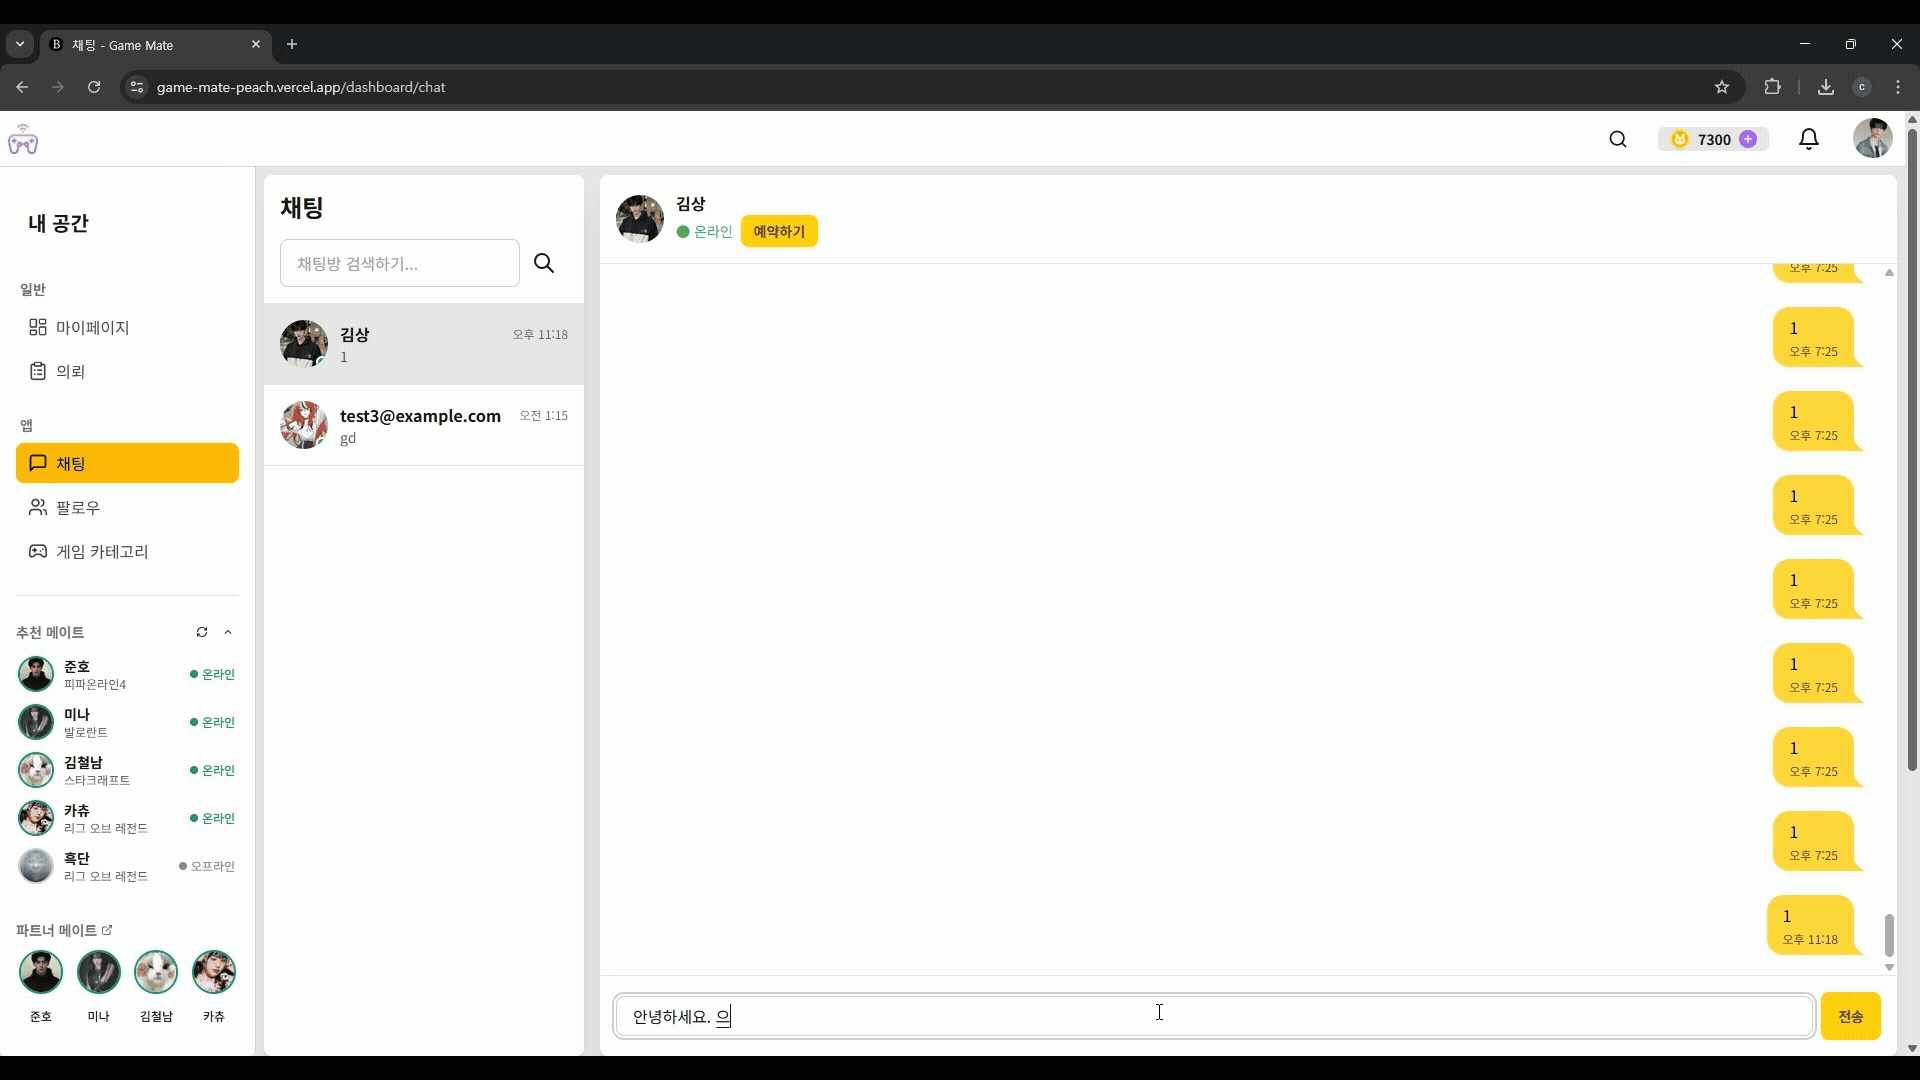 채팅 - Game Mate
game-mate-peach.vercel.app/dashboard/chat
C
7300
내 공간
일반
마이페이지
의뢰
앱
채팅
팔로우
게임 카테고리
추천 메이트
준호
피파온라인4
온라인
미나
발로란트
온라인
김철남
스타크래프트
온라인
카츄
리그 오브 레전드
온라인
흑단
리그 오브 레전드
오프라인
파트너 메이트
준호
미나
김철남
카츄
채팅
채팅방 검색하기...
김상
오후 11:18
1
test3@example.com
오전 1:15
gd
김상
온라인
예약하기
오후 7:25
1
오후 7:25
1
오후 7:25
1
오후 7:25
1
오후 7:25
1
오후 7:25
1
오후 7:25
1
오후 7:25
1
오후 11:18
안녕하세요. 으
전송